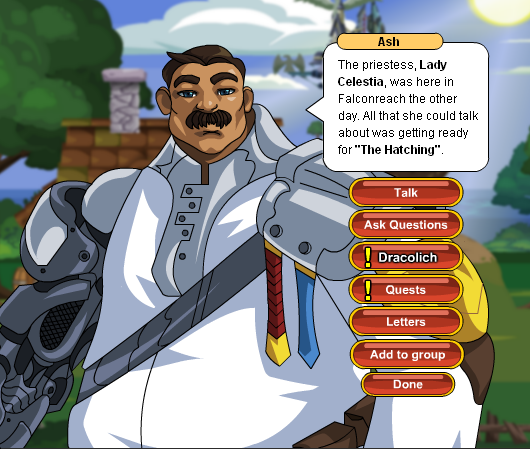 Ash
The priestess, Lady
Celestia, was here in
Falconreach the other
day. All that she could talk
about was getting ready
for "The Hatching".
Talk
Ask Questions
! Dracolich
! Quests
Letters
Add to group
Done